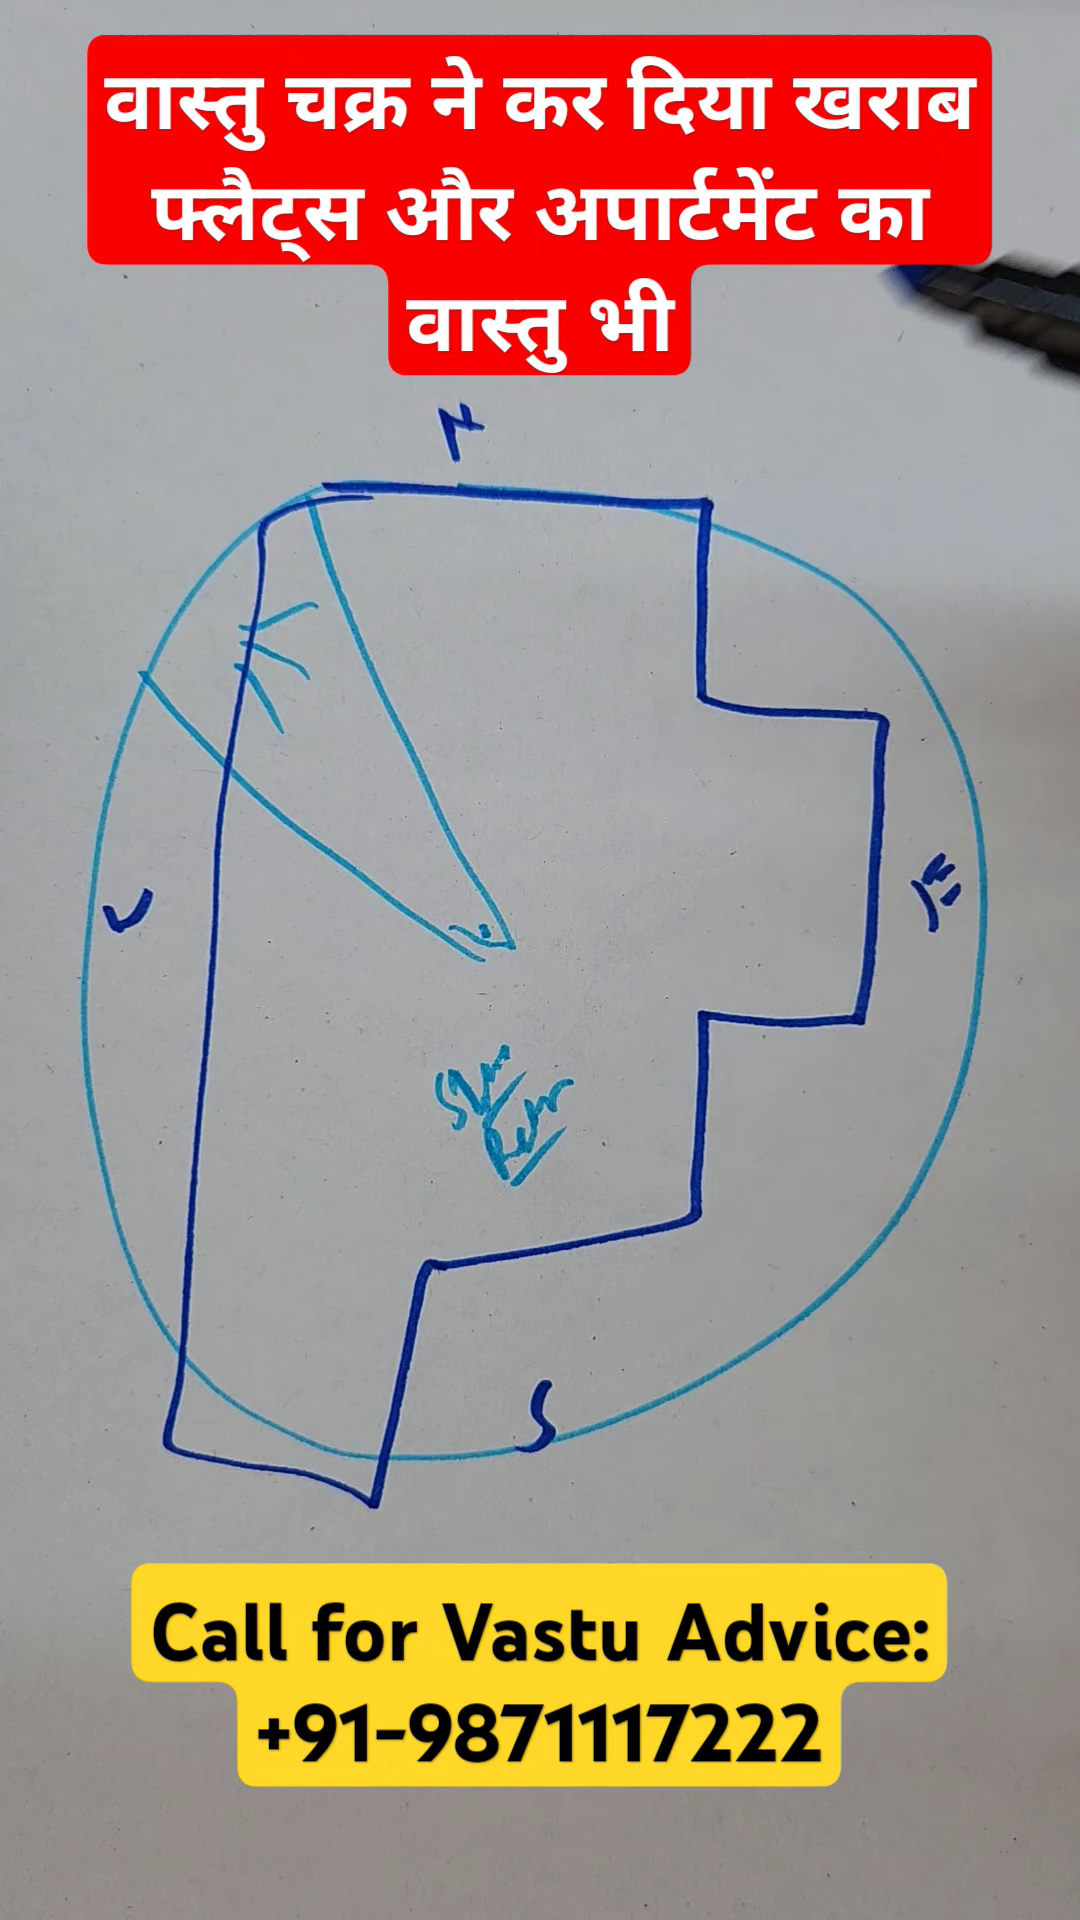 वास्तु चक्र ने कर दिया खराब
फ्लैट्स और अपार्टमेंट का
वास्तु भी
N
E
S
Call for Vastu Advice:
+91-9871117222